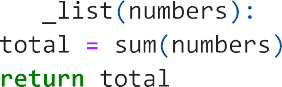 _list(numbers):
total = sum(numbers)
return total